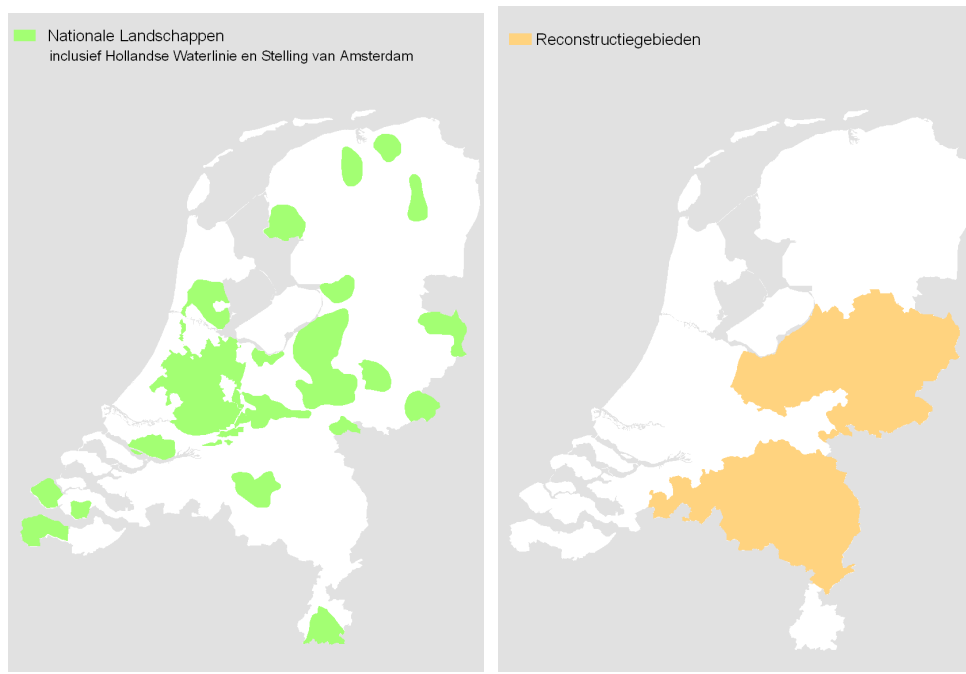 Nationale Landschappen
inclusief Hollandse Waterlinie en Stelling van Amsterdam
Reconstructiegebieden